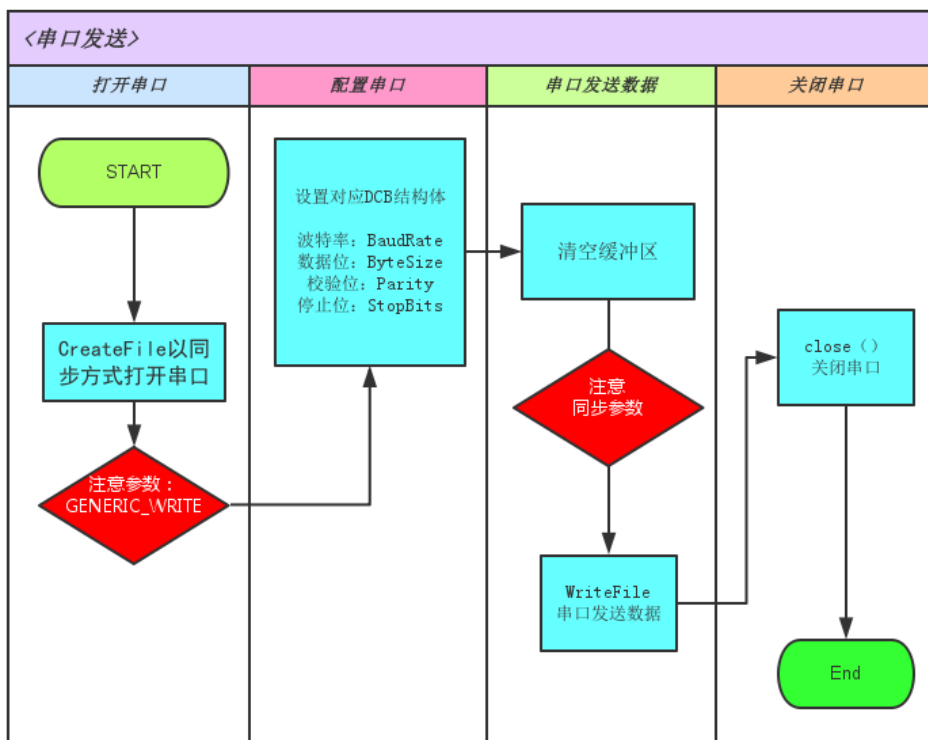 <串口发送>
打开串口
配置串口
串口发送数据
关闭串口
START
CreateFile以同
步方式打开串口
注意参数：
GENERIC_WRITE
设置对应DCB结构体
波特率：BaudRate
数据位：ByteSize
校验位：Parity
停止位：StopBits
清空缓冲区
注意
同步参数
WriteFile
串口发送数据
close（）
关闭串口
End